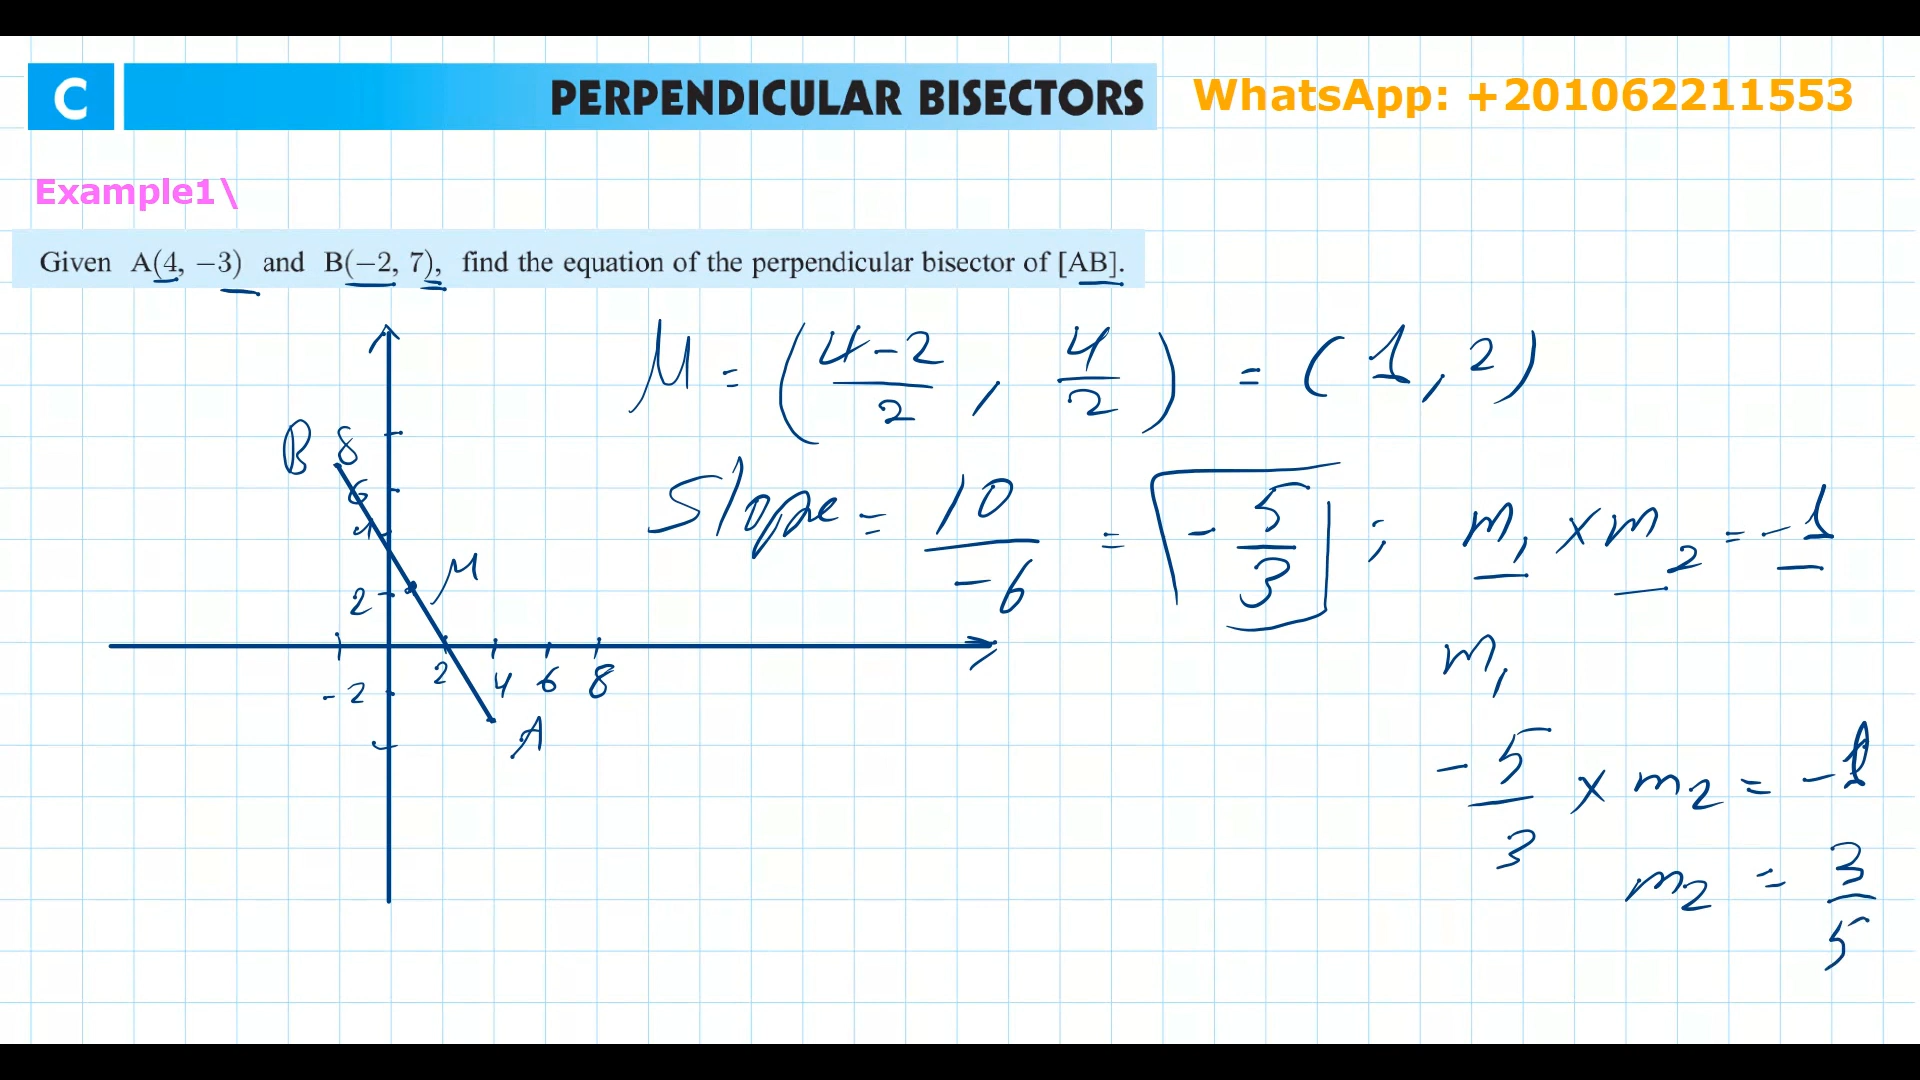 C PERPENDICULAR BISECTORS WhatsApp: +201062211553
Example1\
Given A(4, −3) and B(−2, 7), find the equation of the perpendicular bisector of [AB].
M = (4-2/2, 4/2) = (1, 2)
Slope = 10/-6 = -5/3 ; m1 × m2 = -1
m1
-5/3 × m2 = -1
m2 = 3/5
B 8
6
4
M
2
2 4 6 8
-2
A